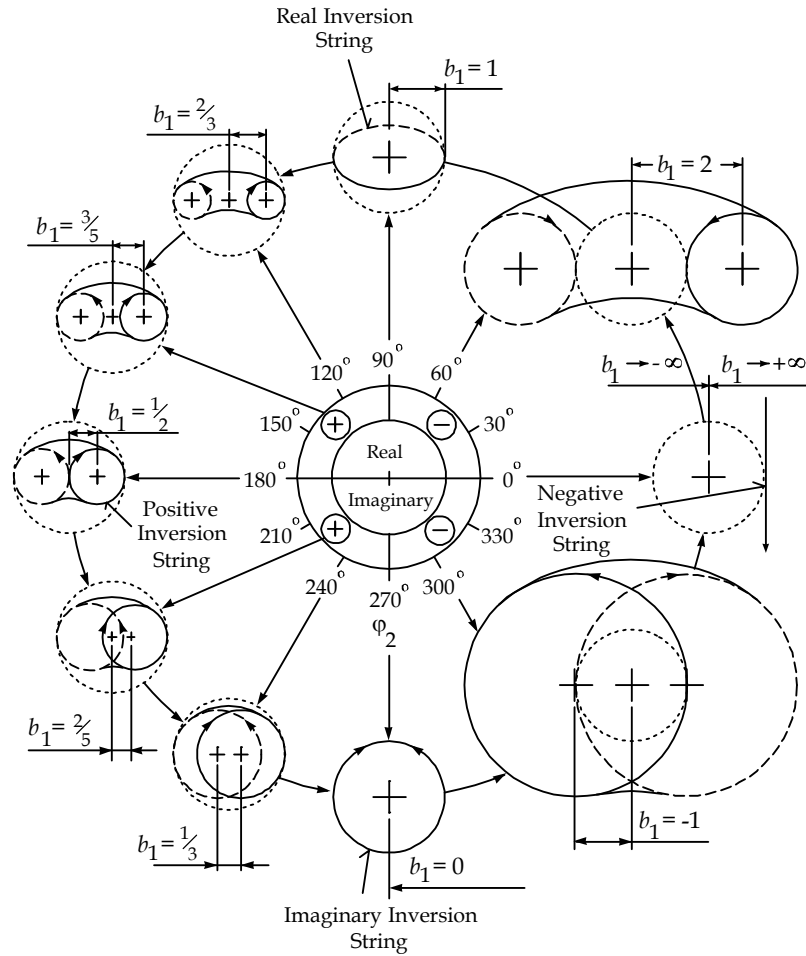 Real Inversion
String
b₁ = 1
b₁ = 2/3
b₁ = 2
b₁ = 3/5
90°
120°
60°
b₁ → -∞
b₁ → +∞
150°
30°
b₁ = 1/2
Real
180°
0°
Imaginary
Positive
Inversion
String
Negative
Inversion
String
210°
330°
240°
270°
300°
φ₂
b₁ = 2/5
b₁ = 1/3
b₁ = -1
b₁ = 0
Imaginary Inversion
String